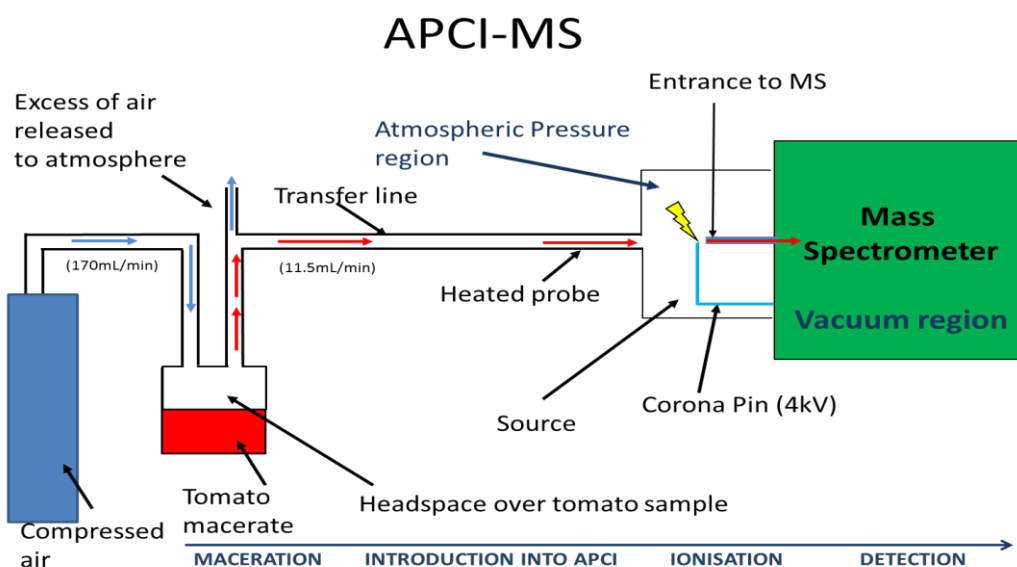 APCI-MS
Excess of air
released
to atmosphere
Entrance to MS
Atmospheric Pressure
region
Transfer line
(170mL/min)
(11.5mL/min)
Heated probe
Mass
Spectrometer
Vacuum region
Source
Corona Pin (4kV)
Tomato
macerate
Headspace over tomato sample
Compressed
air
MACERATION
INTRODUCTION INTO APCI
IONISATION
DETECTION